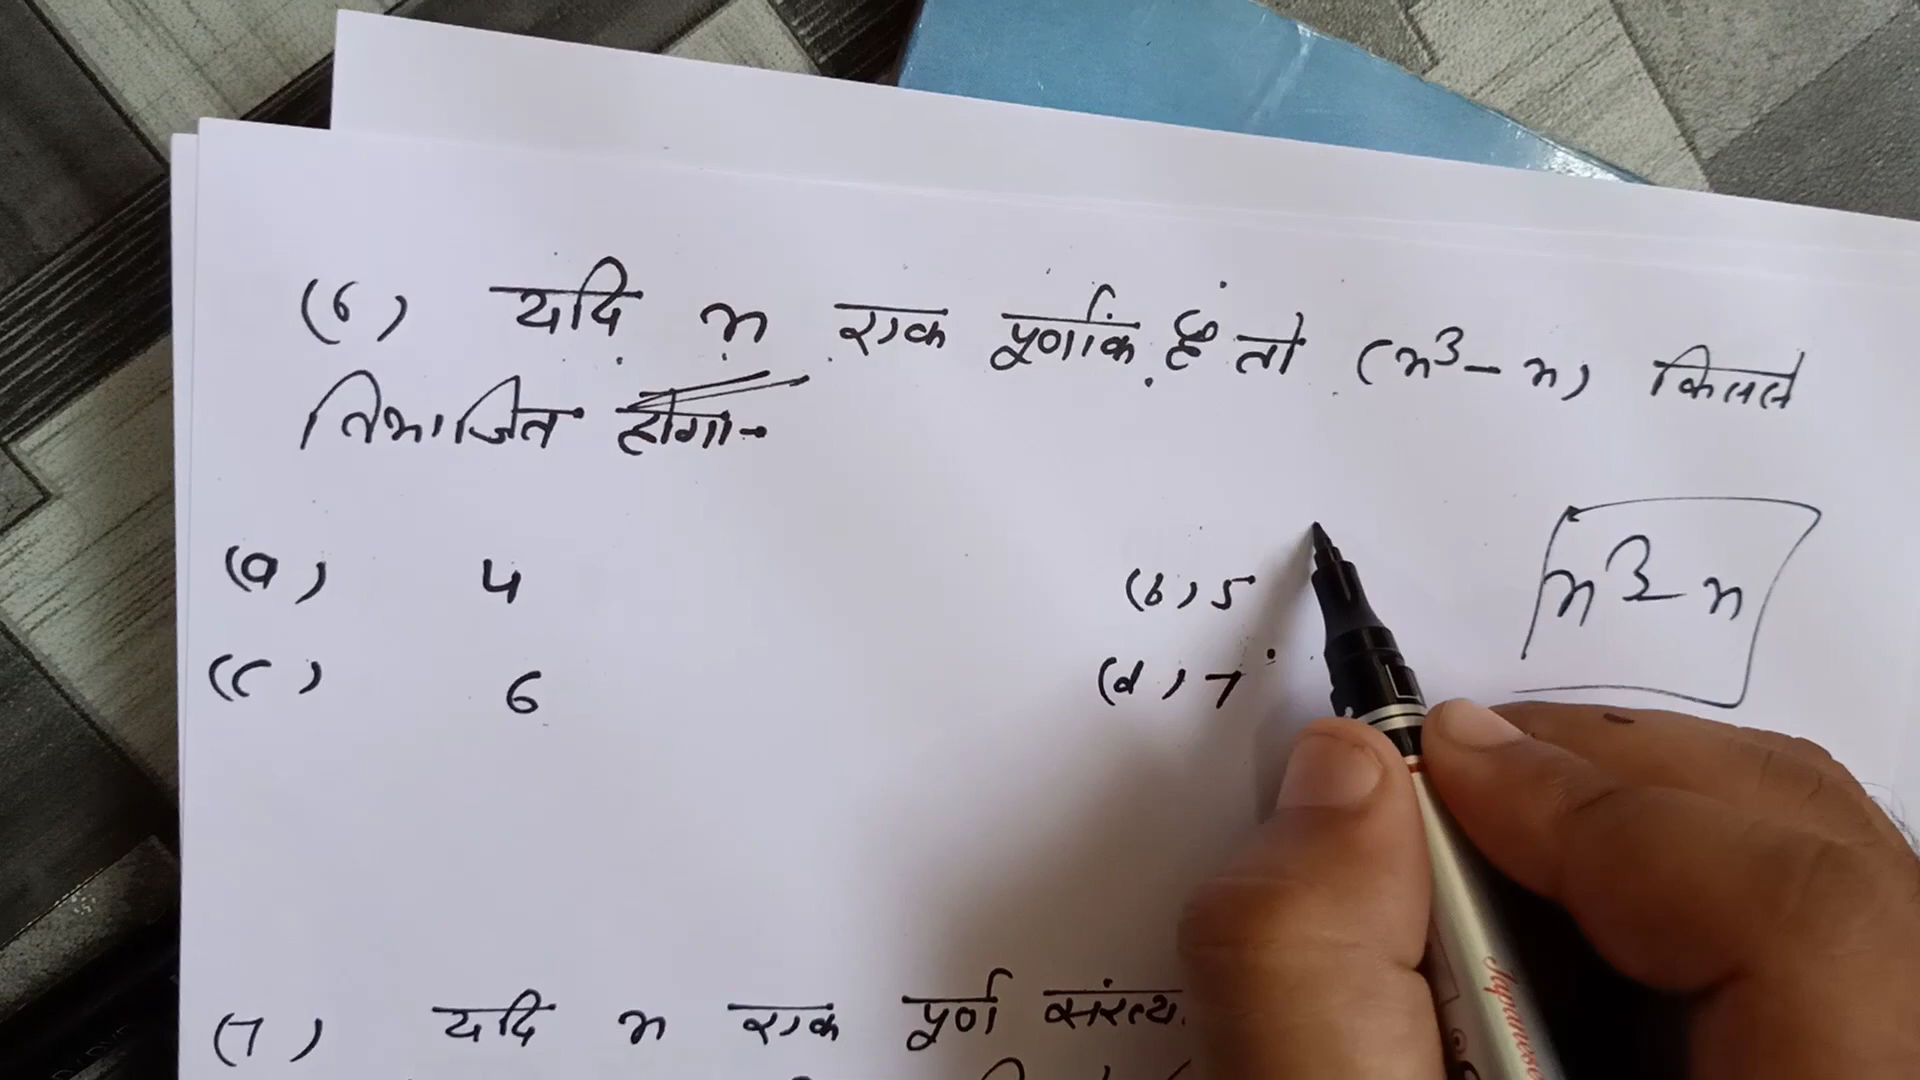 (6) यदि n एक पूर्णांक है तो (n³-n) किससे
विभाजित होगा-
(a) 4 (b) 5
n³-n
(c) 6 (d) 7
(7) यदि n एक पूर्ण संख्य